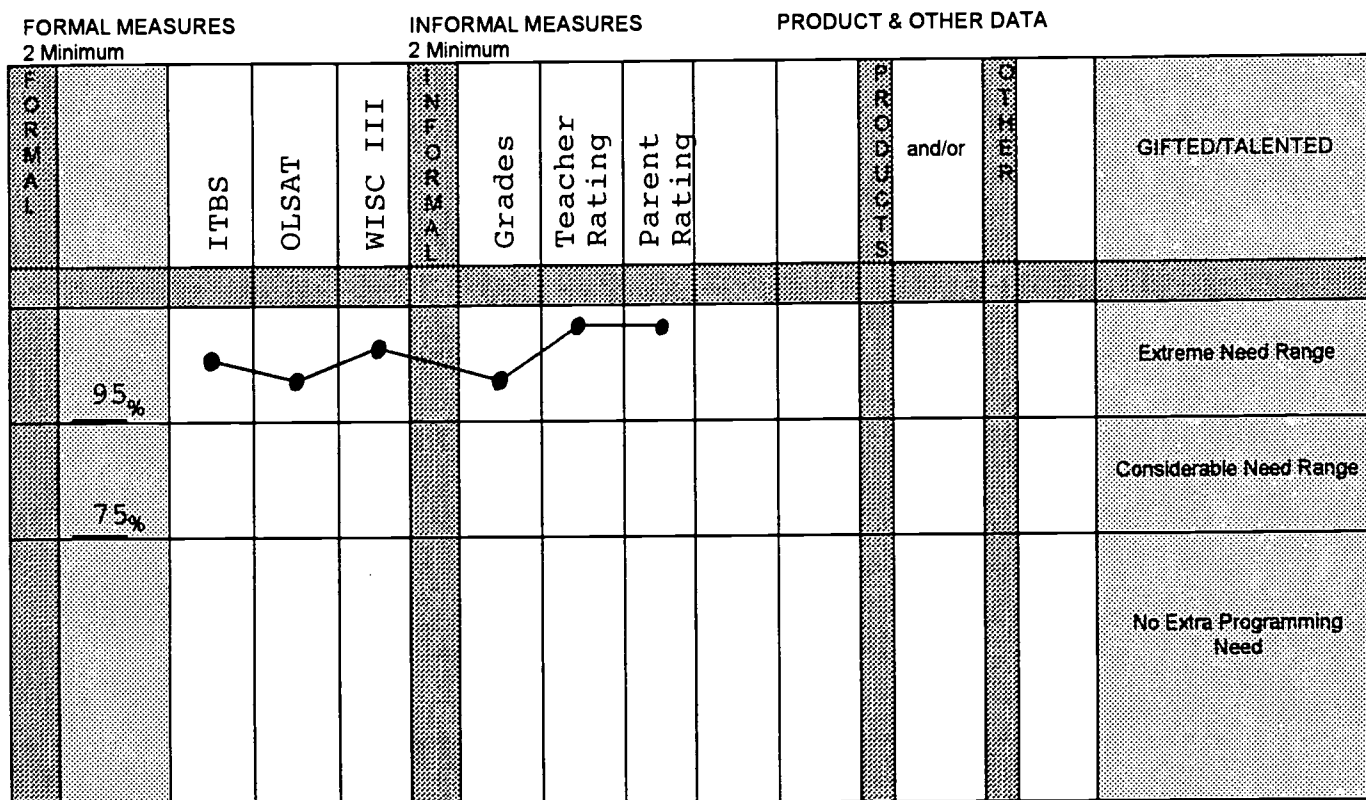 FORMAL MEASURES
2 Minimum
INFORMAL MEASURES
2 Minimum
PRODUCT & OTHER DATA
FORMAL
ITBS
OLSAT
WISC III
INFORMAL
Grades
Teacher
Rating
Parent
Rating
PRODUCTS
and/or
OTHER
GIFTED/TALENTED
95%
Extreme Need Range
75%
Considerable Need Range
No Extra Programming
Need